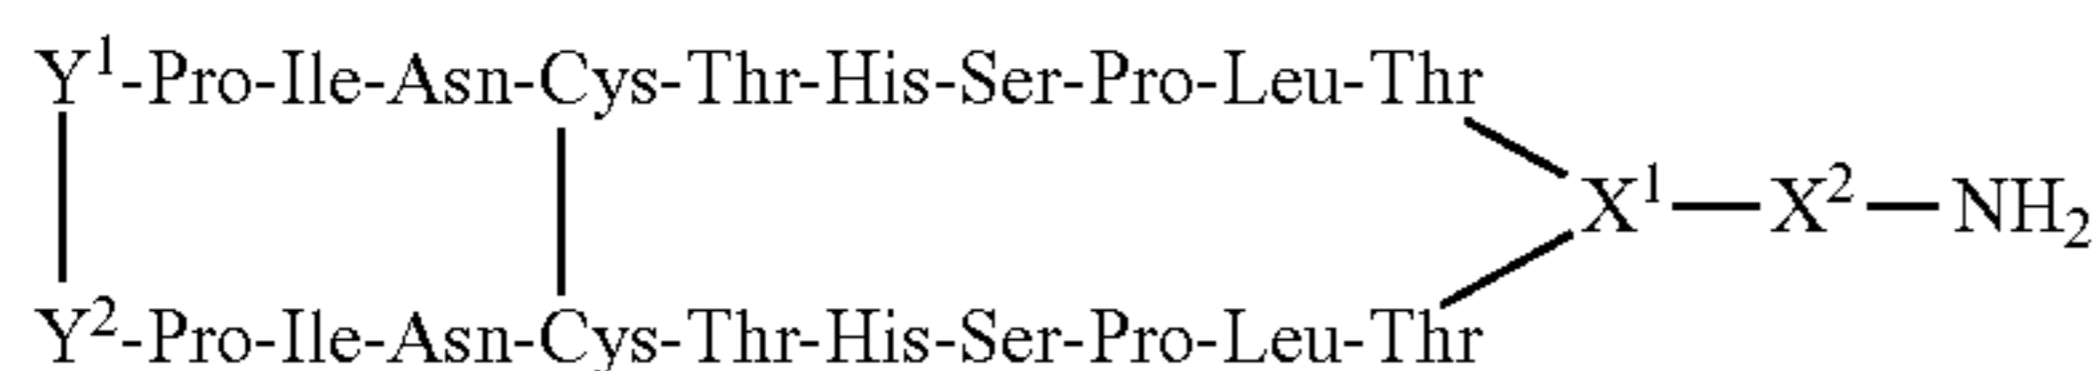 Y¹-Pro-Ile-Asn-Cys-Thr-His-Ser-Pro-Leu-Thr
X¹—X²—NH₂
Y²-Pro-Ile-Asn-Cys-Thr-His-Ser-Pro-Leu-Thr